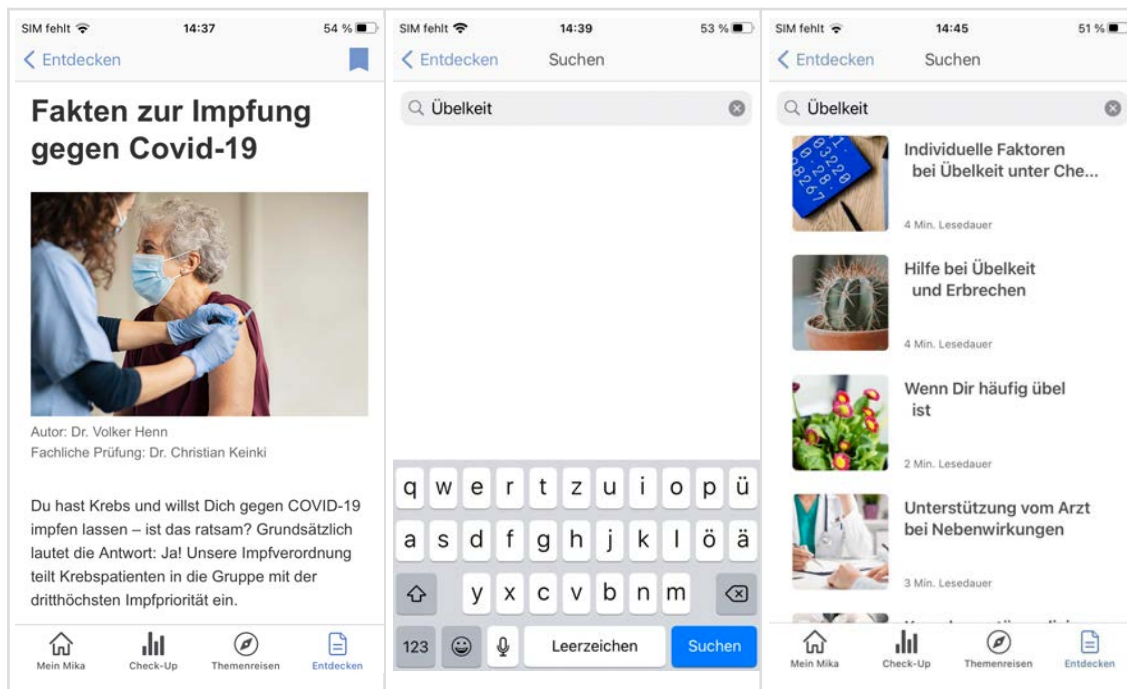 SIM fehlt 14:37 54 %
Entdecken
Fakten zur Impfung
gegen Covid-19
Autor: Dr. Volker Henn
Fachliche Prüfung: Dr. Christian Keinki
Du hast Krebs und willst Dich gegen COVID-19
impfen lassen – ist das ratsam? Grundsätzlich
lautet die Antwort: Ja! Unsere Impfverordnung
teilt Krebspatienten in die Gruppe mit der
dritthöchsten Impfpriorität ein.
Mein Mika Check-Up Themenreisen Entdecken
SIM fehlt 14:39 53 %
Entdecken Suchen
Übelkeit
q w e r t z u i o p ü
a s d f g h j k l ö ä
y x c v b n m
123 Leerzeichen Suchen
SIM fehlt 14:45 51 %
Entdecken Suchen
Übelkeit
Individuelle Faktoren
bei Übelkeit unter Che...
4 Min. Lesedauer
Hilfe bei Übelkeit
und Erbrechen
4 Min. Lesedauer
Wenn Dir häufig übel
ist
2 Min. Lesedauer
Unterstützung vom Arzt
bei Nebenwirkungen
3 Min. Lesedauer
Mein Mika Check-Up Themenreisen Entdecken